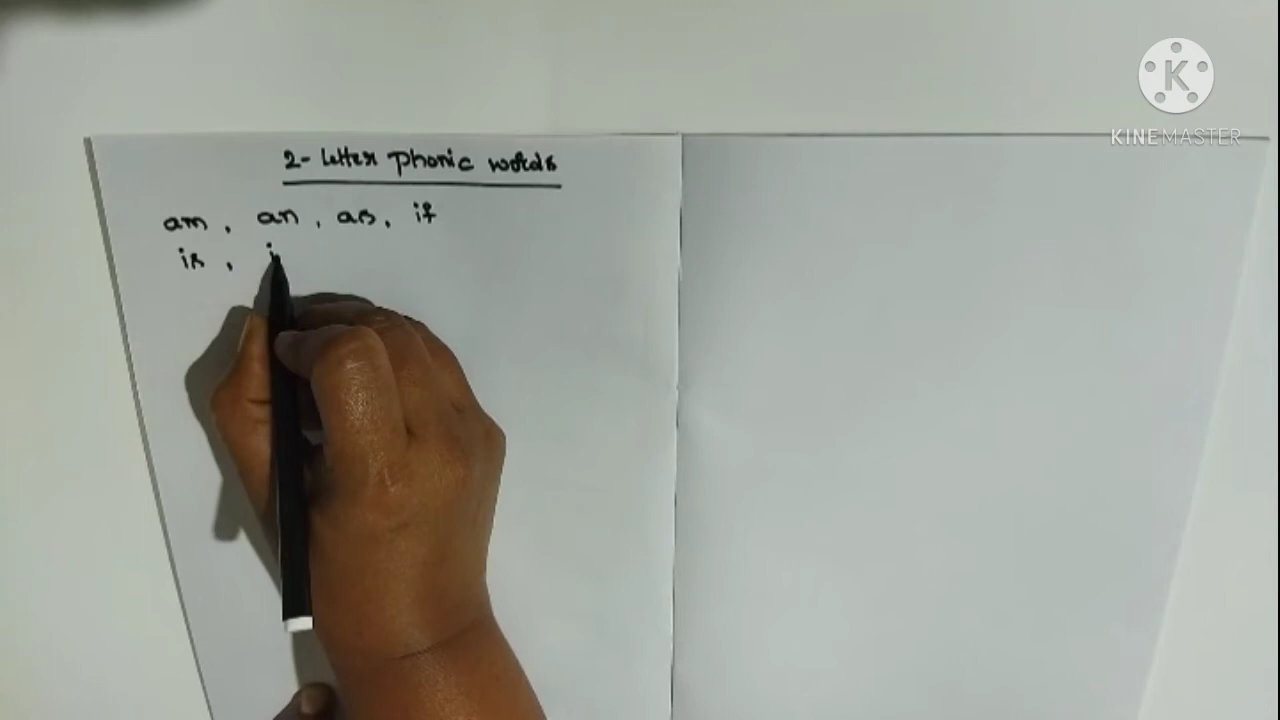 2- Letter phonic words
am , an , as , if
is , i
KINEMASTER